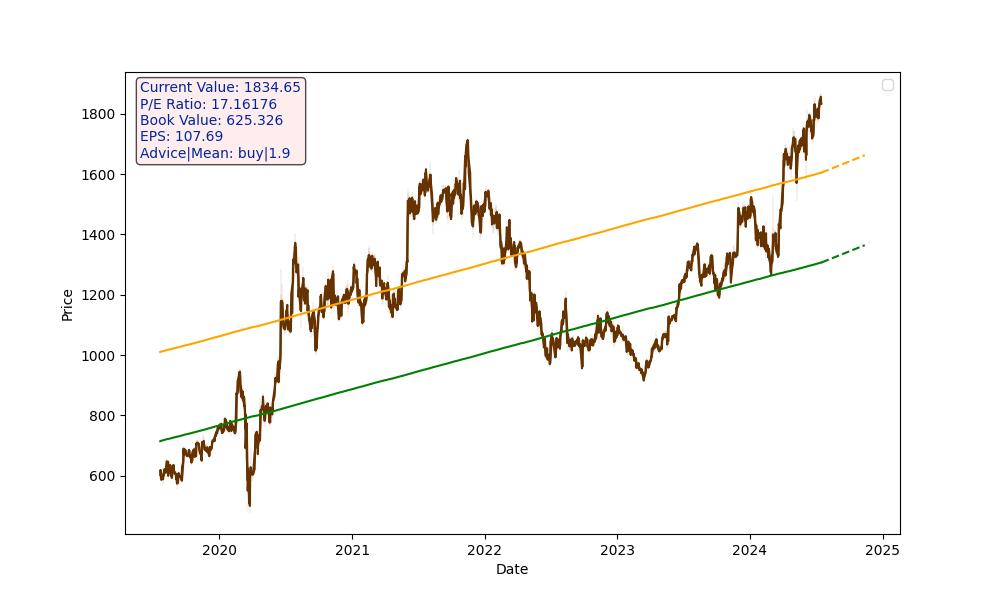 Current Value: 1834.65
P/E Ratio: 17.16176
Book Value: 625.326
EPS: 107.69
Advice|Mean: buy|1.9
1800
1600
1400
1200
1000
800
600
Price
2020
2021
2022
2023
2024
2025
Date